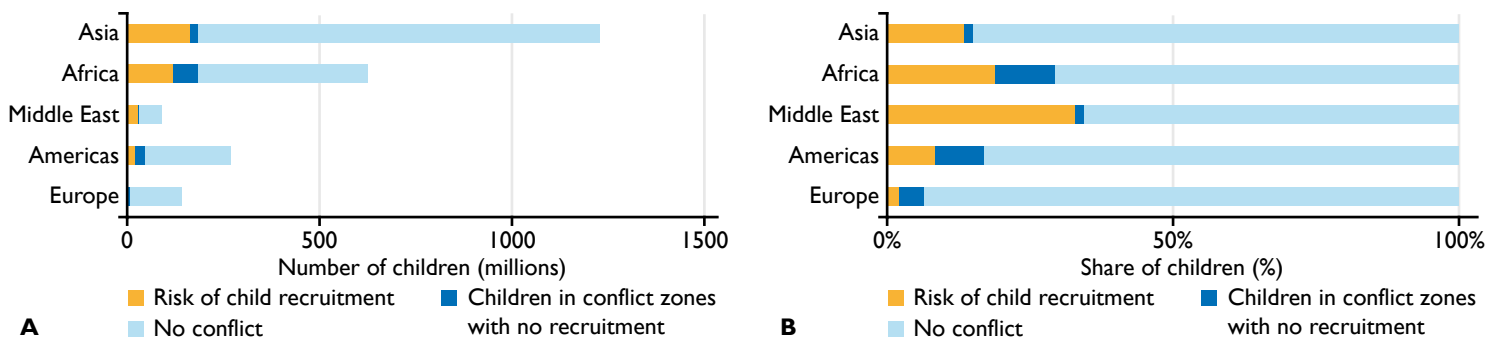 Asia
Africa
Middle East
Americas
Europe
0 500 1000 1500
Number of children (millions)
Risk of child recruitment
Children in conflict zones
with no recruitment
No conflict
A
Asia
Africa
Middle East
Americas
Europe
0% 50% 100%
Share of children (%)
Risk of child recruitment
Children in conflict zones
with no recruitment
No conflict
B